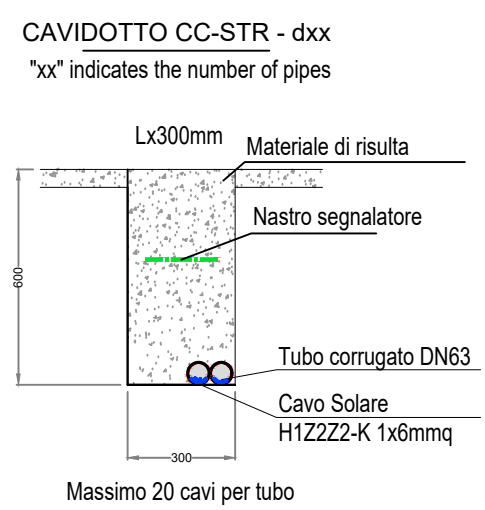 CAVIDOTTO CC-STR - dxx
"xx" indicates the number of pipes
Lx300mm
Materiale di risulta
Nastro segnalatore
600
Tubo corrugato DN63
Cavo Solare
H1Z2Z2-K 1x6mmq
300
Massimo 20 cavi per tubo